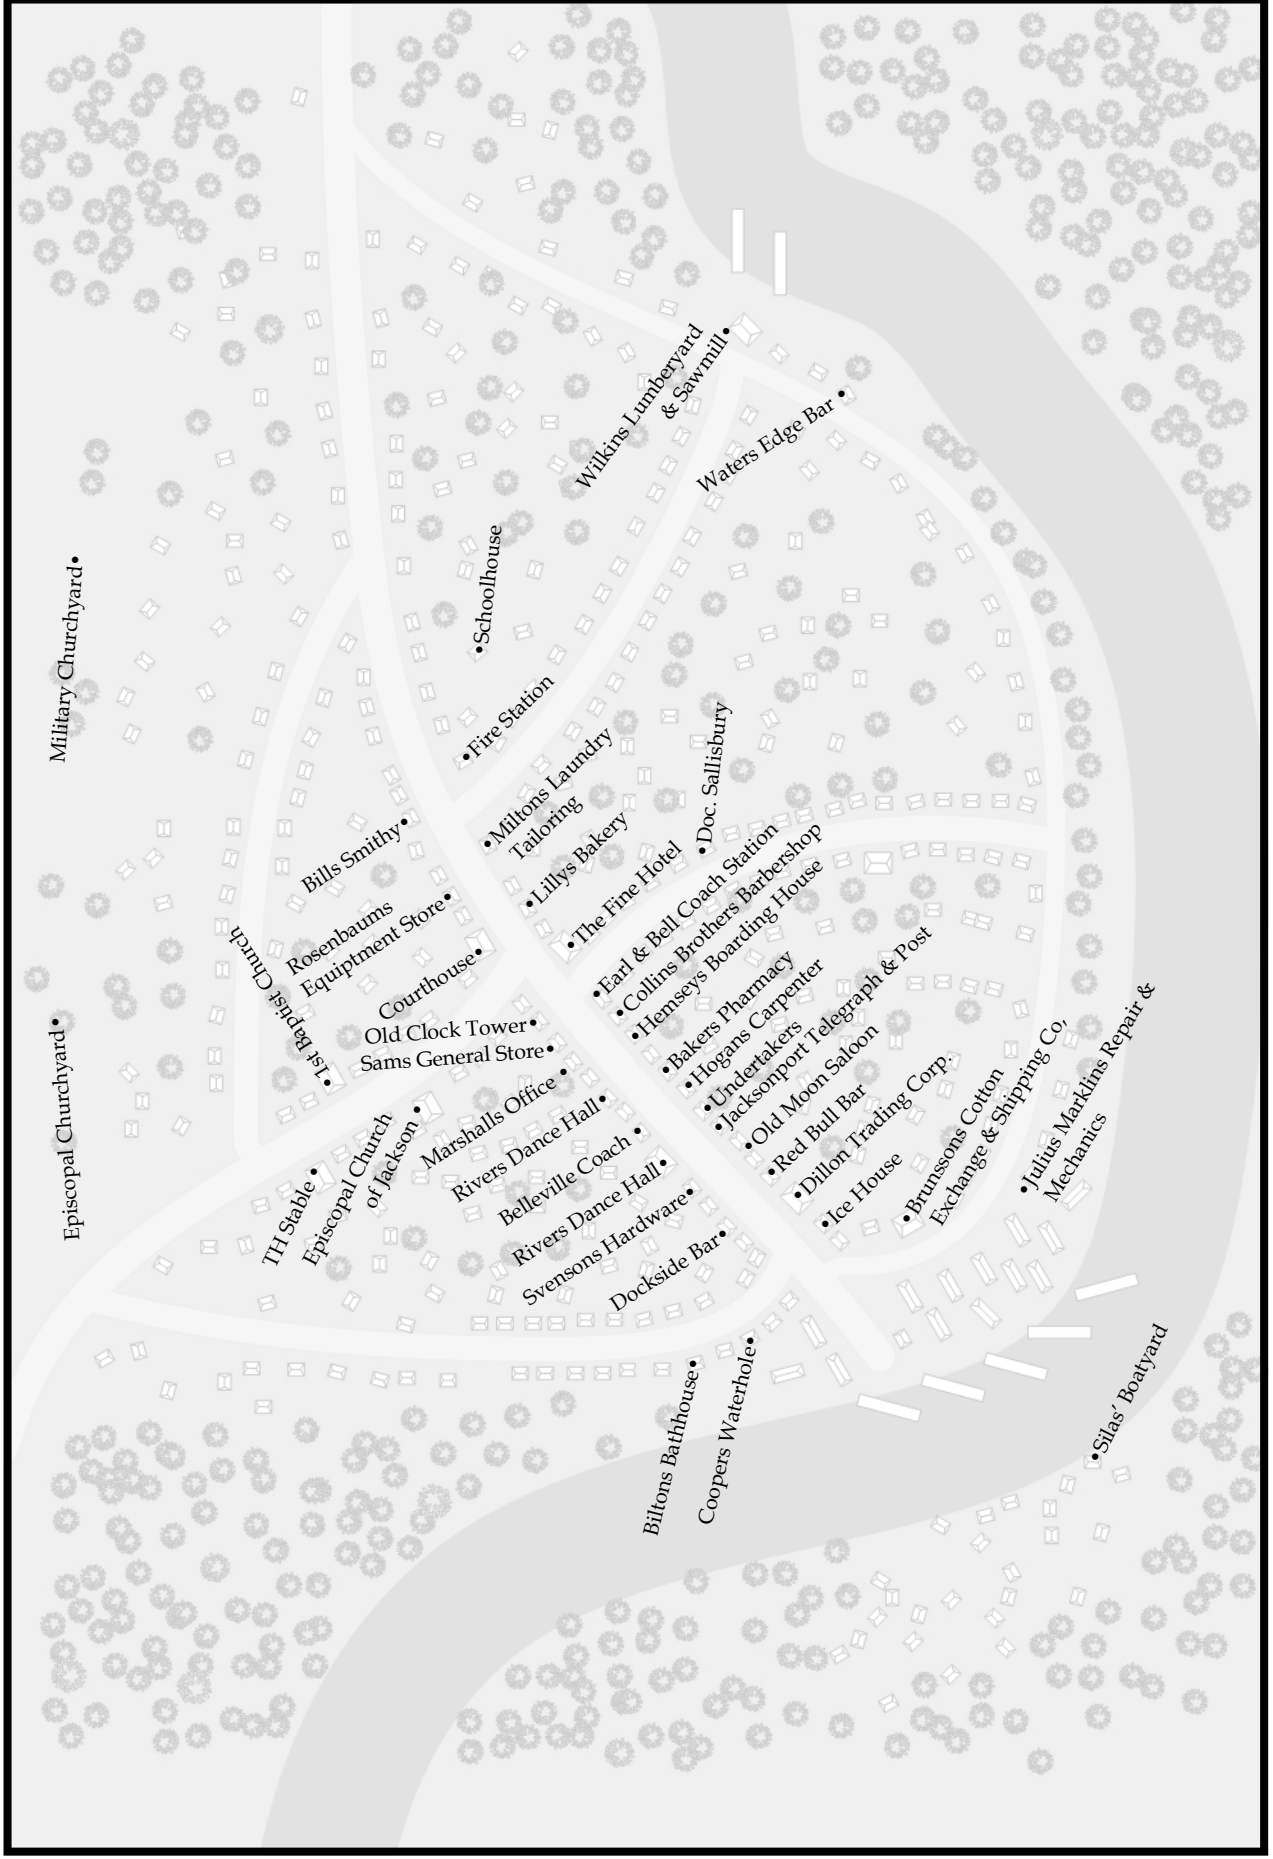 Wilkins Lumberyard
& Sawmill
Waters Edge Bar
Schoolhouse
Military Churchyard
Fire Station
Miltons Laundry
Tailoring
Doc. Sallisbury
Lillys Bakery
Bills Smithy
The Fine Hotel
Rosenbaums
Equiptment Store
Earl & Bell Coach Station
Collins Brothers Barbershop
Hemseys Boarding House
Courthouse
1st Baptist Church
Old Clock Tower
Sams General Store
Bakers Pharmacy
Hogans Carpenter
Undertakers
Jacksonport Telegraph & Post
Old Moon Saloon
Episcopal Churchyard
Marshalls Office
Rivers Dance Hall
Red Bull Bar
Dillon Trading Corp.
Episcopal Church
of Jackson
Belleville Coach
TH Stable
Rivers Dance Hall
Svensons Hardware
Ice House
Brunssons Cotton
Exchange & Shipping Co,
Julius Marklins Repair &
Mechanics
Dockside Bar
Biltons Bathhouse
Coopers Waterhole
Silas’ Boatyard